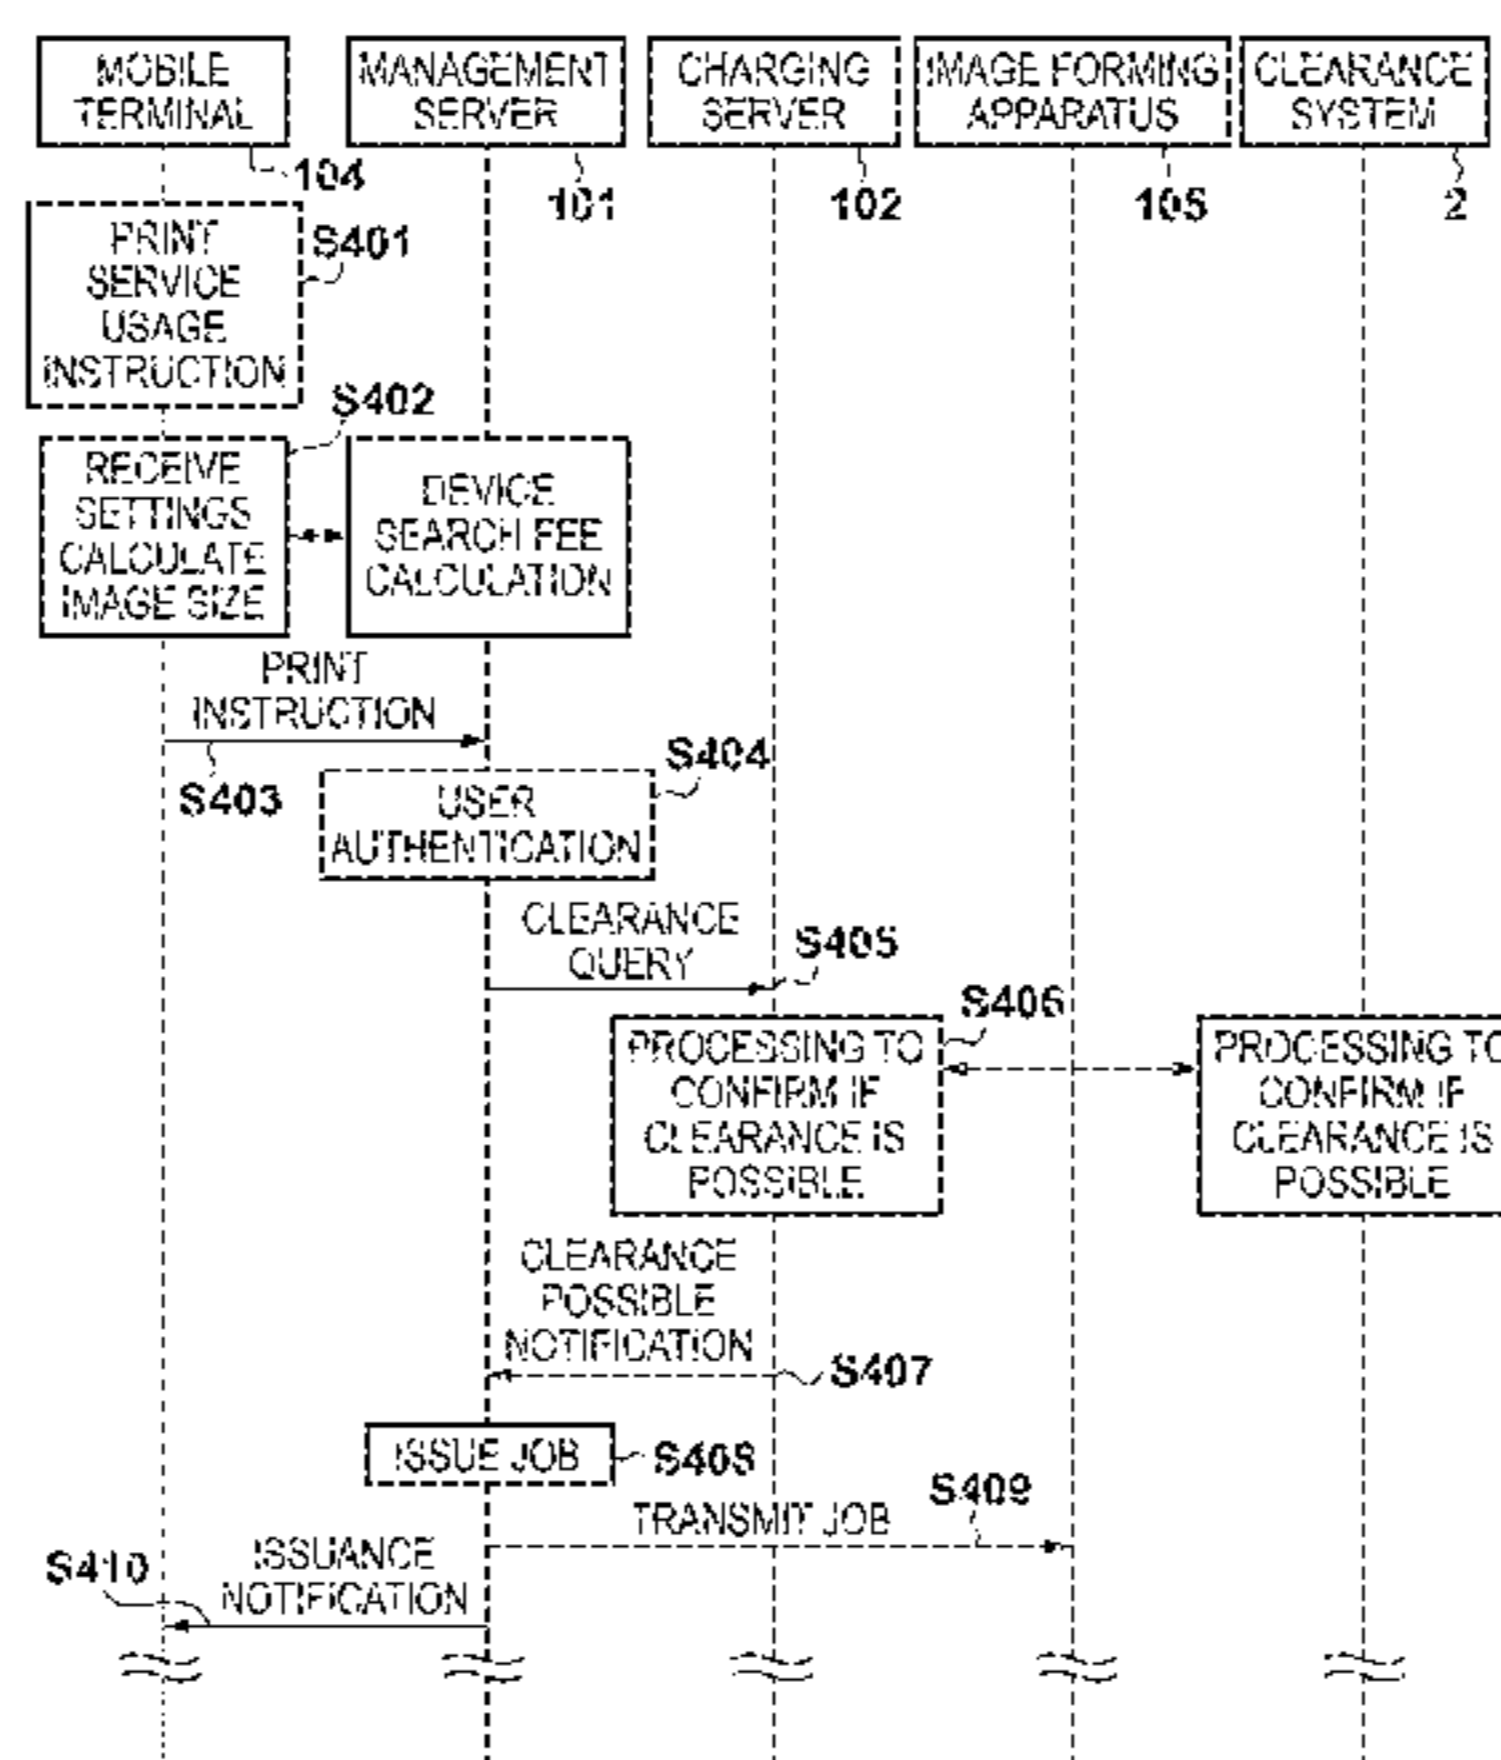 MOBILE
TERMINAL
MANAGEMENT
SERVER
CHARGING
SERVER
IMAGE FORMING
APPARATUS
CLEARANCE
SYSTEM
104
101
102
2
PRINT
SERVICE
USAGE
INSTRUCTION
S401
S402
RECEIVE
SETTINGS
CALCULATE
IMAGE SIZE
DEVICE
SEARCH FEE
CALCULATION
PRINT
INSTRUCTION
S403
S404
USER
AUTHENTICATION
CLEARANCE
QUERY
S405
S406
PROCESSING TO
CONFIRM IF
CLEARANCE IS
POSSIBLE
PROCESSING TO
CONFIRM IF
CLEARANCE IS
POSSIBLE
CLEARANCE
POSSIBLE
NOTIFICATION
S407
ISSUE JOB
S408
TRANSMIT JOB
S409
ISSUANCE
NOTIFICATION
S410